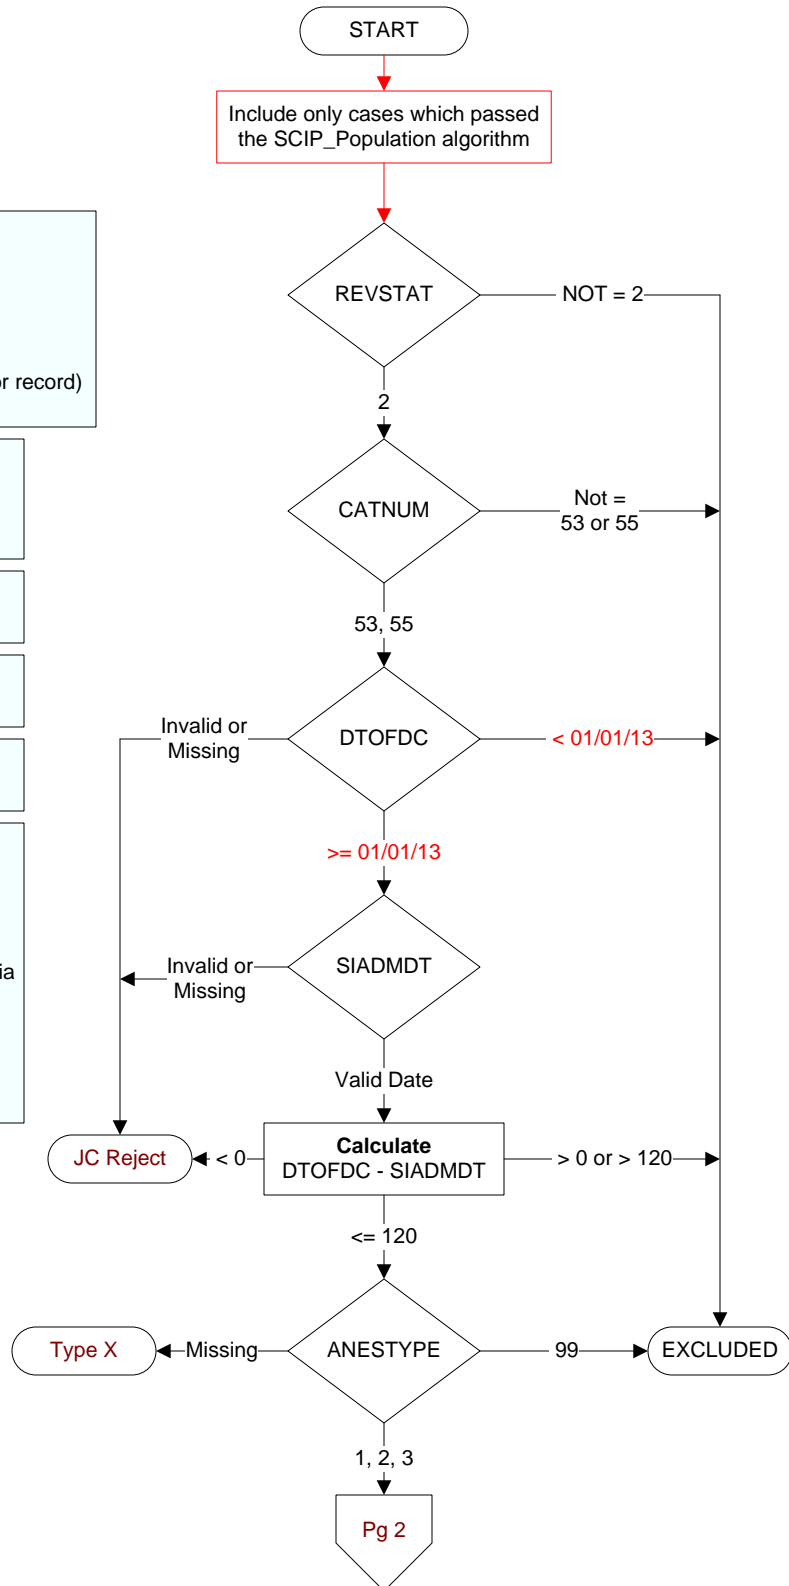 START
Include only cases which passed
the SCIP_Population algorithm
REVSTAT
NOT = 2
or record)
2
CATNUM
Not =
53 or 55
53, 55
Invalid or
Missing
DTOFDC
< 01/01/13
>= 01/01/13
Invalid or
Missing
SIADMDT
Valid Date
JC Reject
< 0
Calculate
DTOFDC - SIADMDT
> 0 or > 120
<= 120
Type X
Missing
ANESTYPE
99
EXCLUDED
1, 2, 3
Pg 2